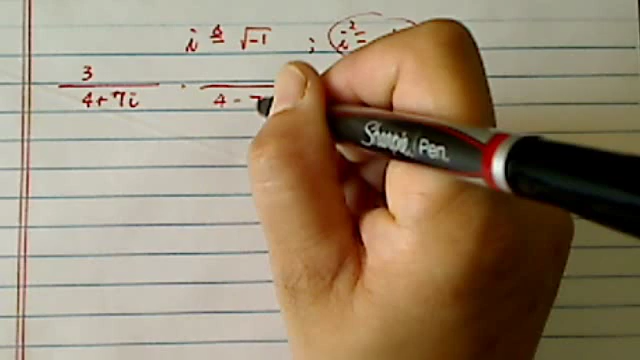 i ≜ √-1 ; i² =
3/(4+7i) · /(4-7
Sharpie Pen.